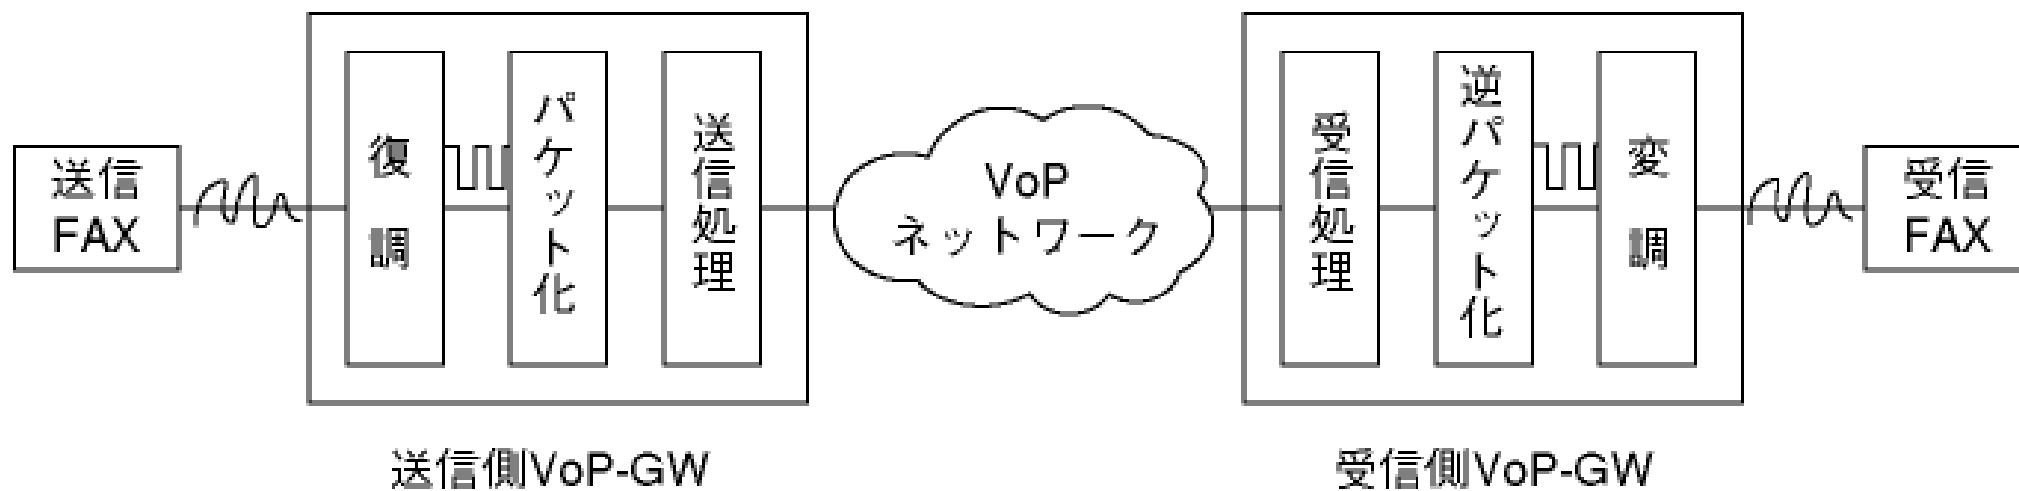 送信
FAX
復調
パケット化
送信処理
VoP
ネットワーク
受信処理
逆パケット化
変調
受信
FAX
送信側VoP-GW
受信側VoP-GW